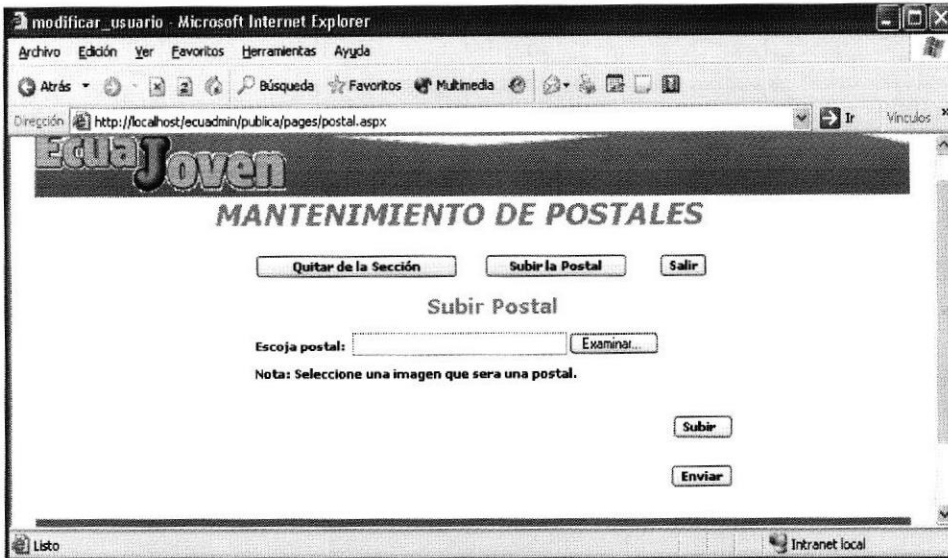 modificar_usuario - Microsoft Internet Explorer
Archivo Edición Ver Favoritos Herramientas Ayuda
Atrás Búsqueda Favoritos Multimedia
Dirección http://localhost/ecuadmin/publica/pages/postal.aspx Ir Vínculos »
EcuaJoven
MANTENIMIENTO DE POSTALES
Quitar de la Sección Subir la Postal Salir
Subir Postal
Escoja postal: Examinar...
Nota: Seleccione una imagen que sera una postal.
Subir
Enviar
Listo Intranet local